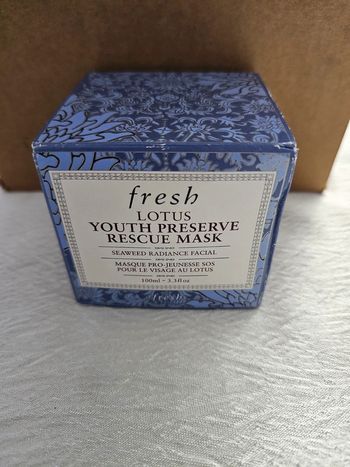 fresh
LOTUS
YOUTH PRESERVE
RESCUE MASK
SEAWEED RADIANCE FACIAL
MASQUE PRO-JEUNESSE SOS
POUR LE VISAGE AU LOTUS
100ml - 3.3fl oz
fresh